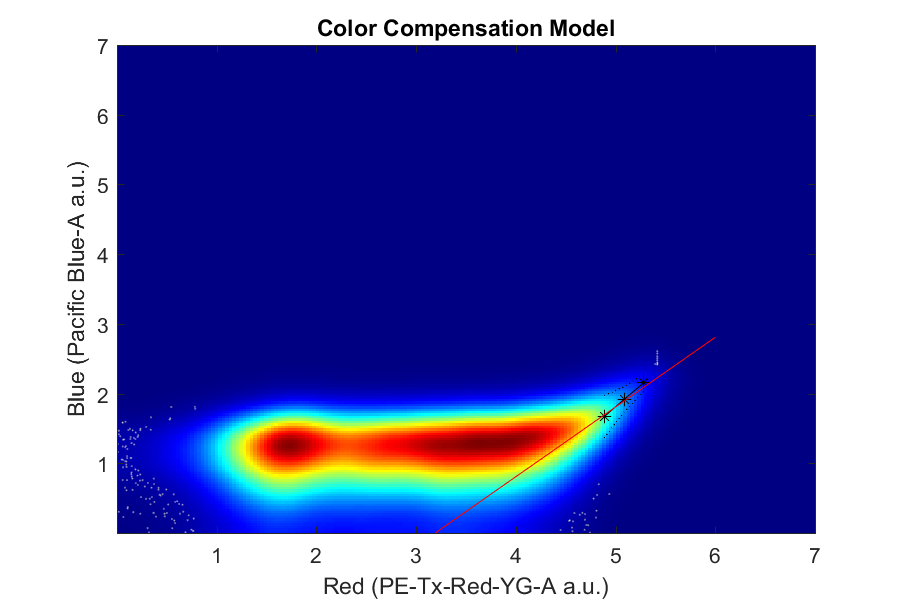 Color Compensation Model
7
6
5
4
3
2
1
Blue (Pacific Blue-A a.u.)
1 2 3 4 5 6 7
Red (PE-Tx-Red-YG-A a.u.)